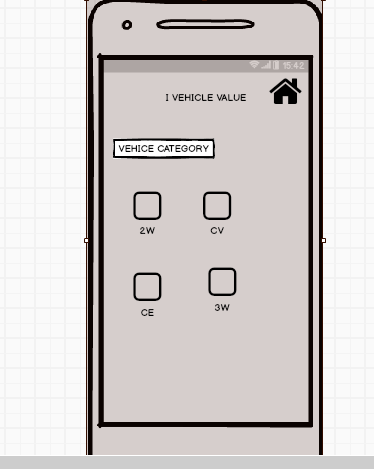 15:42
I VEHICLE VALUE
VEHICE CATEGORY
2W
CV
CE
3W